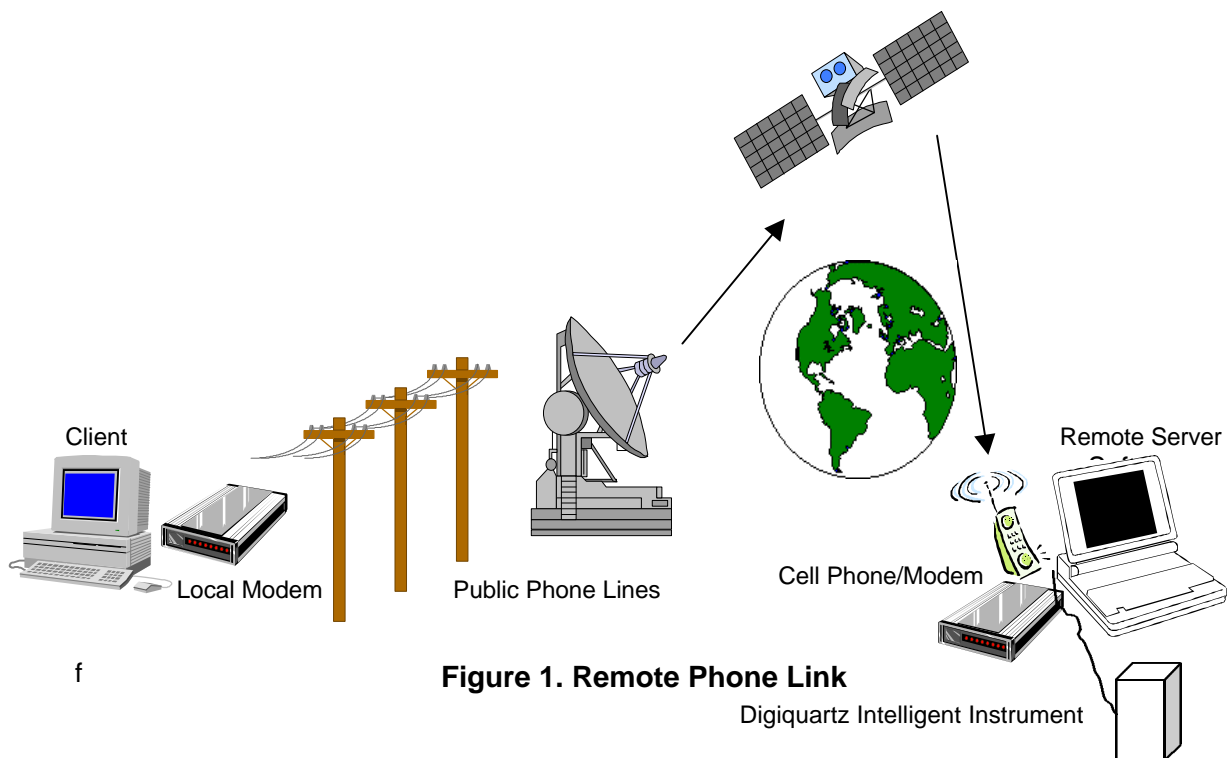 Client
Remote Server
Local Modem
Public Phone Lines
Cell Phone/Modem
f
Figure 1. Remote Phone Link
Digiquartz Intelligent Instrument